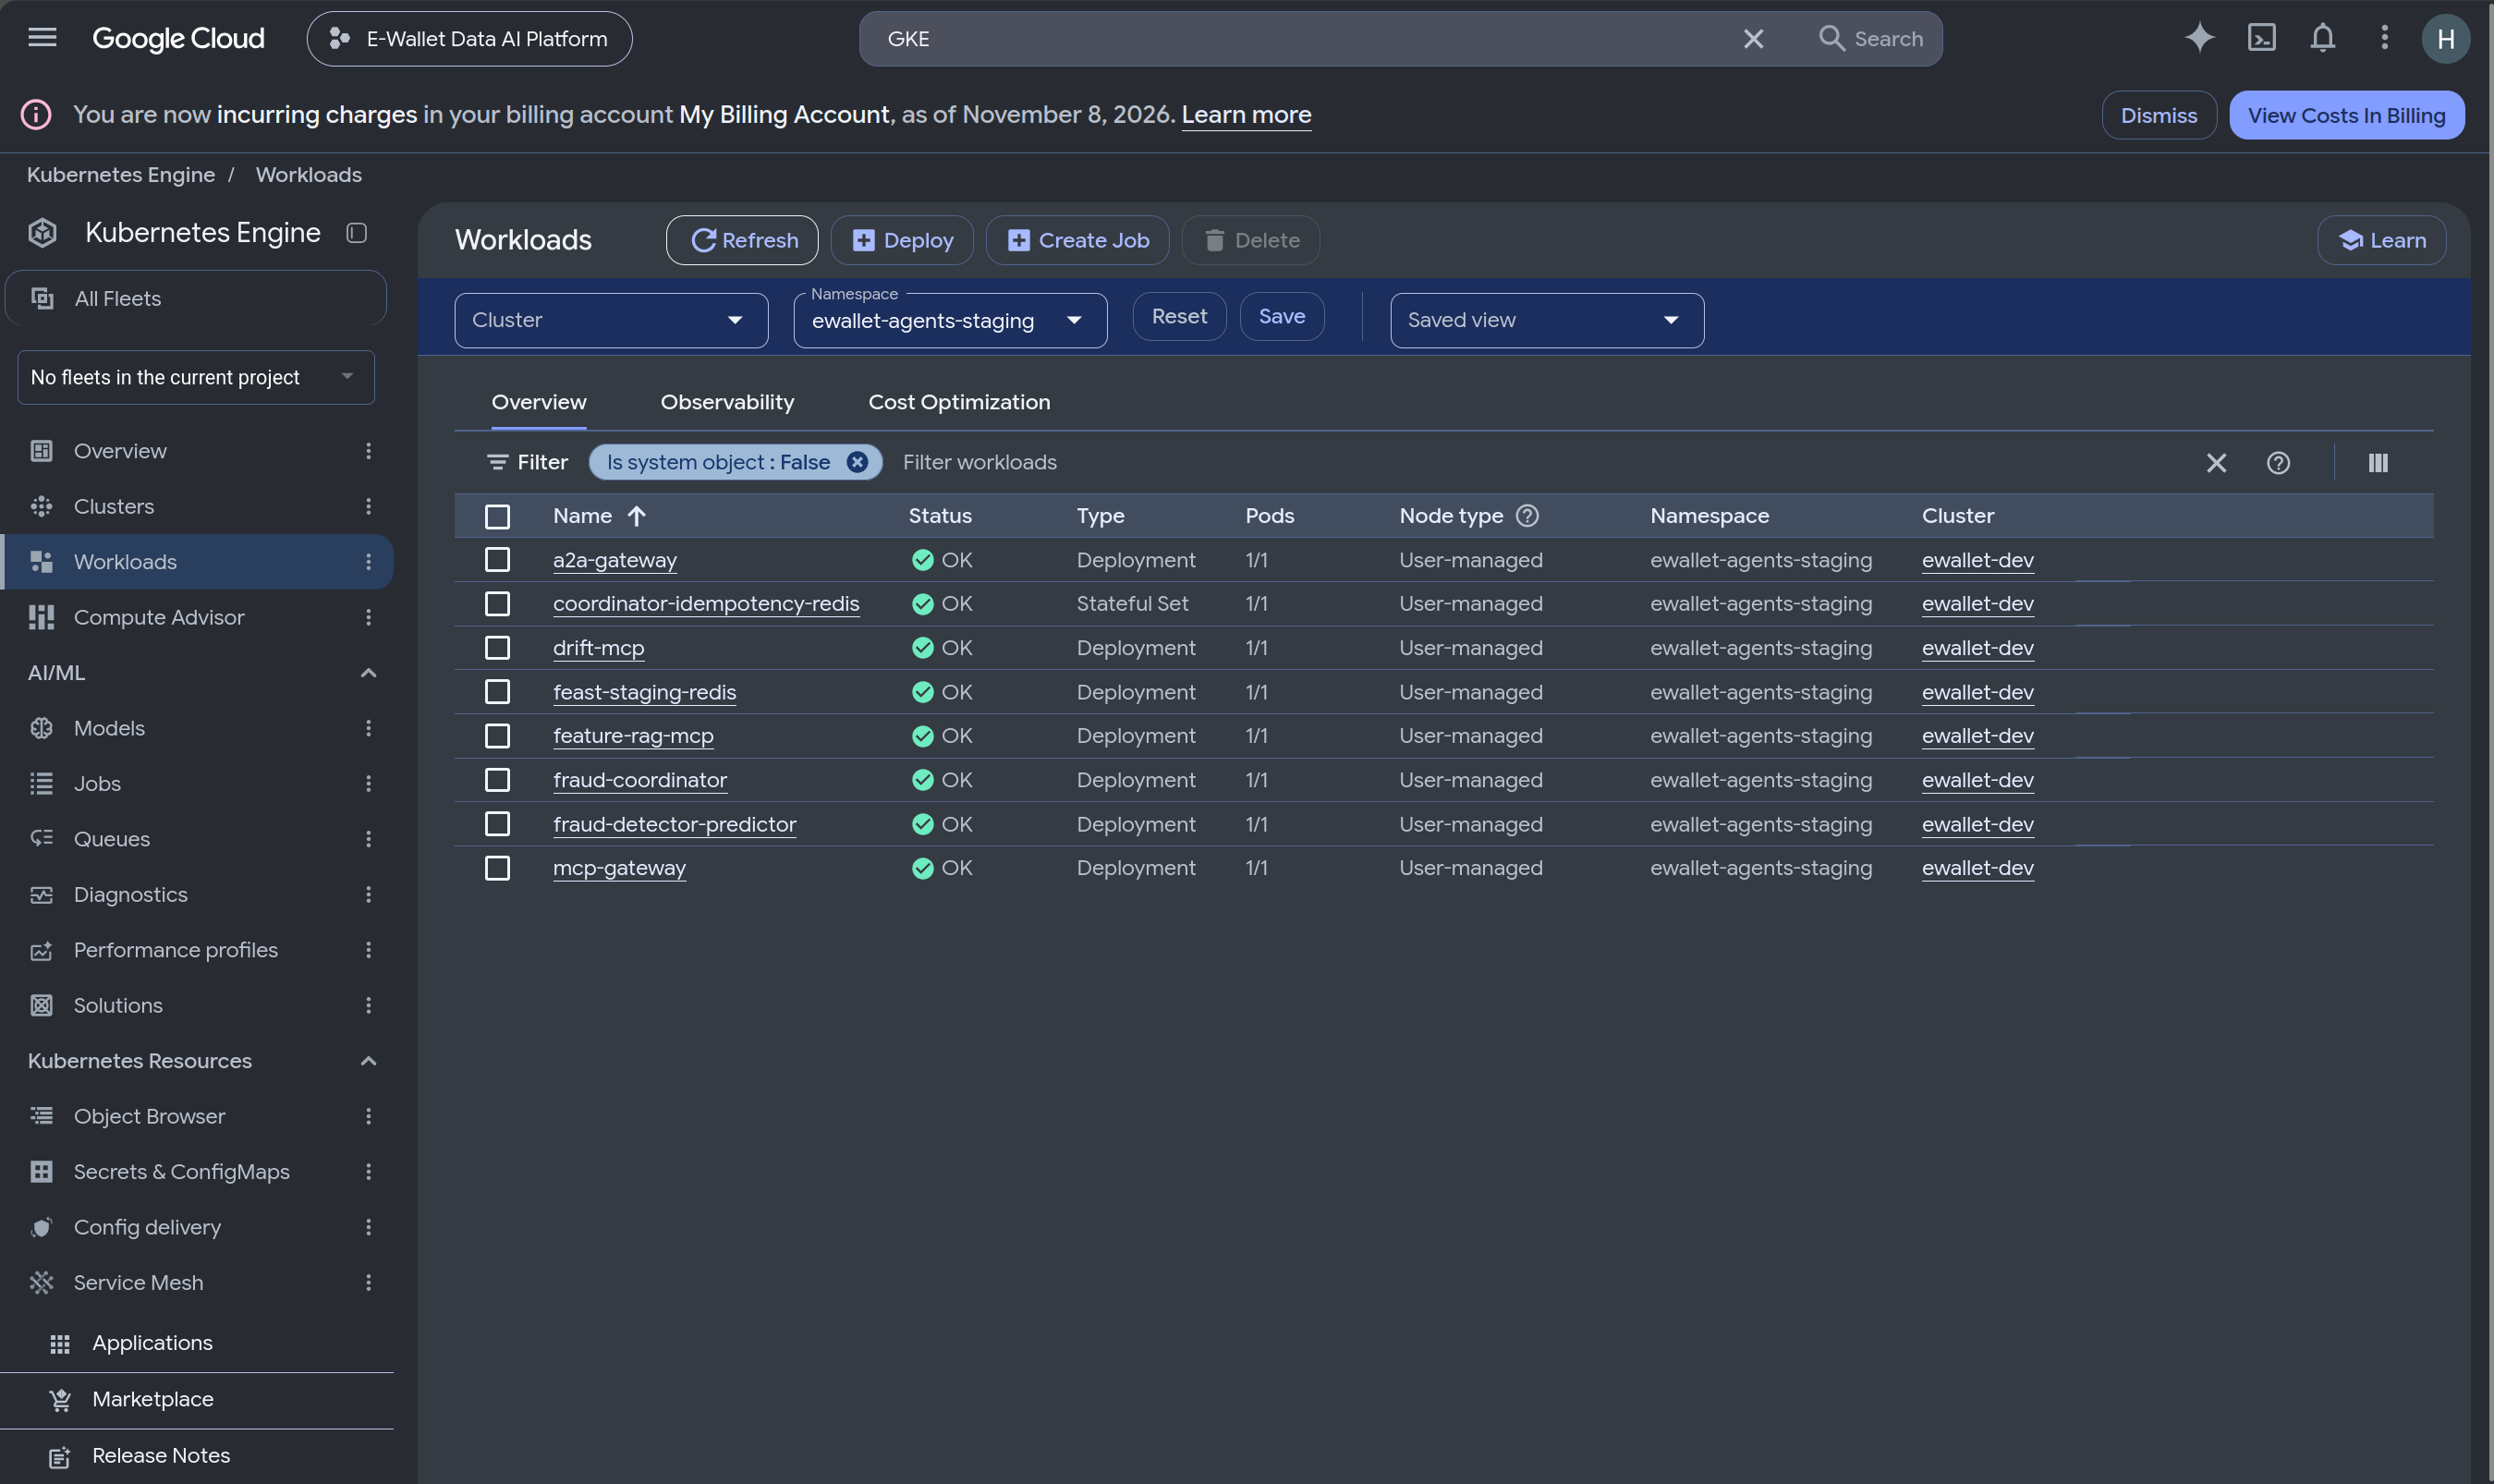 Google Cloud
E-Wallet Data AI Platform
GKE
Search
H
You are now incurring charges in your billing account My Billing Account, as of November 8, 2026. Learn more
Dismiss
View Costs In Billing
Kubernetes Engine / Workloads
Kubernetes Engine
All Fleets
No fleets in the current project
Overview
Clusters
Workloads
Compute Advisor
AI/ML
Models
Jobs
Queues
Diagnostics
Performance profiles
Solutions
Kubernetes Resources
Object Browser
Secrets & ConfigMaps
Config delivery
Service Mesh
Applications
Marketplace
Release Notes
Workloads
Refresh
Deploy
Create Job
Delete
Learn
Cluster
Namespace
ewallet-agents-staging
Reset
Save
Saved view
Overview Observability Cost Optimization
Filter Is system object : False Filter workloads
Name Status Type Pods Node type Namespace Cluster
a2a-gateway OK Deployment 1/1 User-managed ewallet-agents-staging ewallet-dev
coordinator-idempotency-redis OK Stateful Set 1/1 User-managed ewallet-agents-staging ewallet-dev
drift-mcp OK Deployment 1/1 User-managed ewallet-agents-staging ewallet-dev
feast-staging-redis OK Deployment 1/1 User-managed ewallet-agents-staging ewallet-dev
feature-rag-mcp OK Deployment 1/1 User-managed ewallet-agents-staging ewallet-dev
fraud-coordinator OK Deployment 1/1 User-managed ewallet-agents-staging ewallet-dev
fraud-detector-predictor OK Deployment 1/1 User-managed ewallet-agents-staging ewallet-dev
mcp-gateway OK Deployment 1/1 User-managed ewallet-agents-staging ewallet-dev